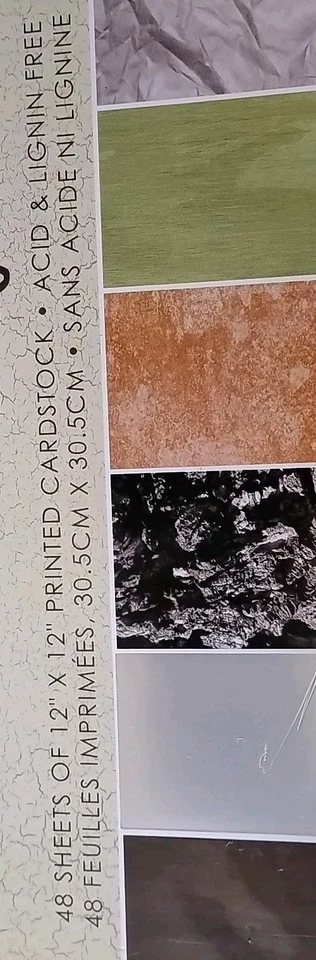 48 SHEETS OF 12" X 12" PRINTED CARDSTOCK • ACID & LIGNIN FREE
48 FEUILLES IMPRIMÉES, 30.5CM X 30.5CM • SANS ACIDE NI LIGNINE